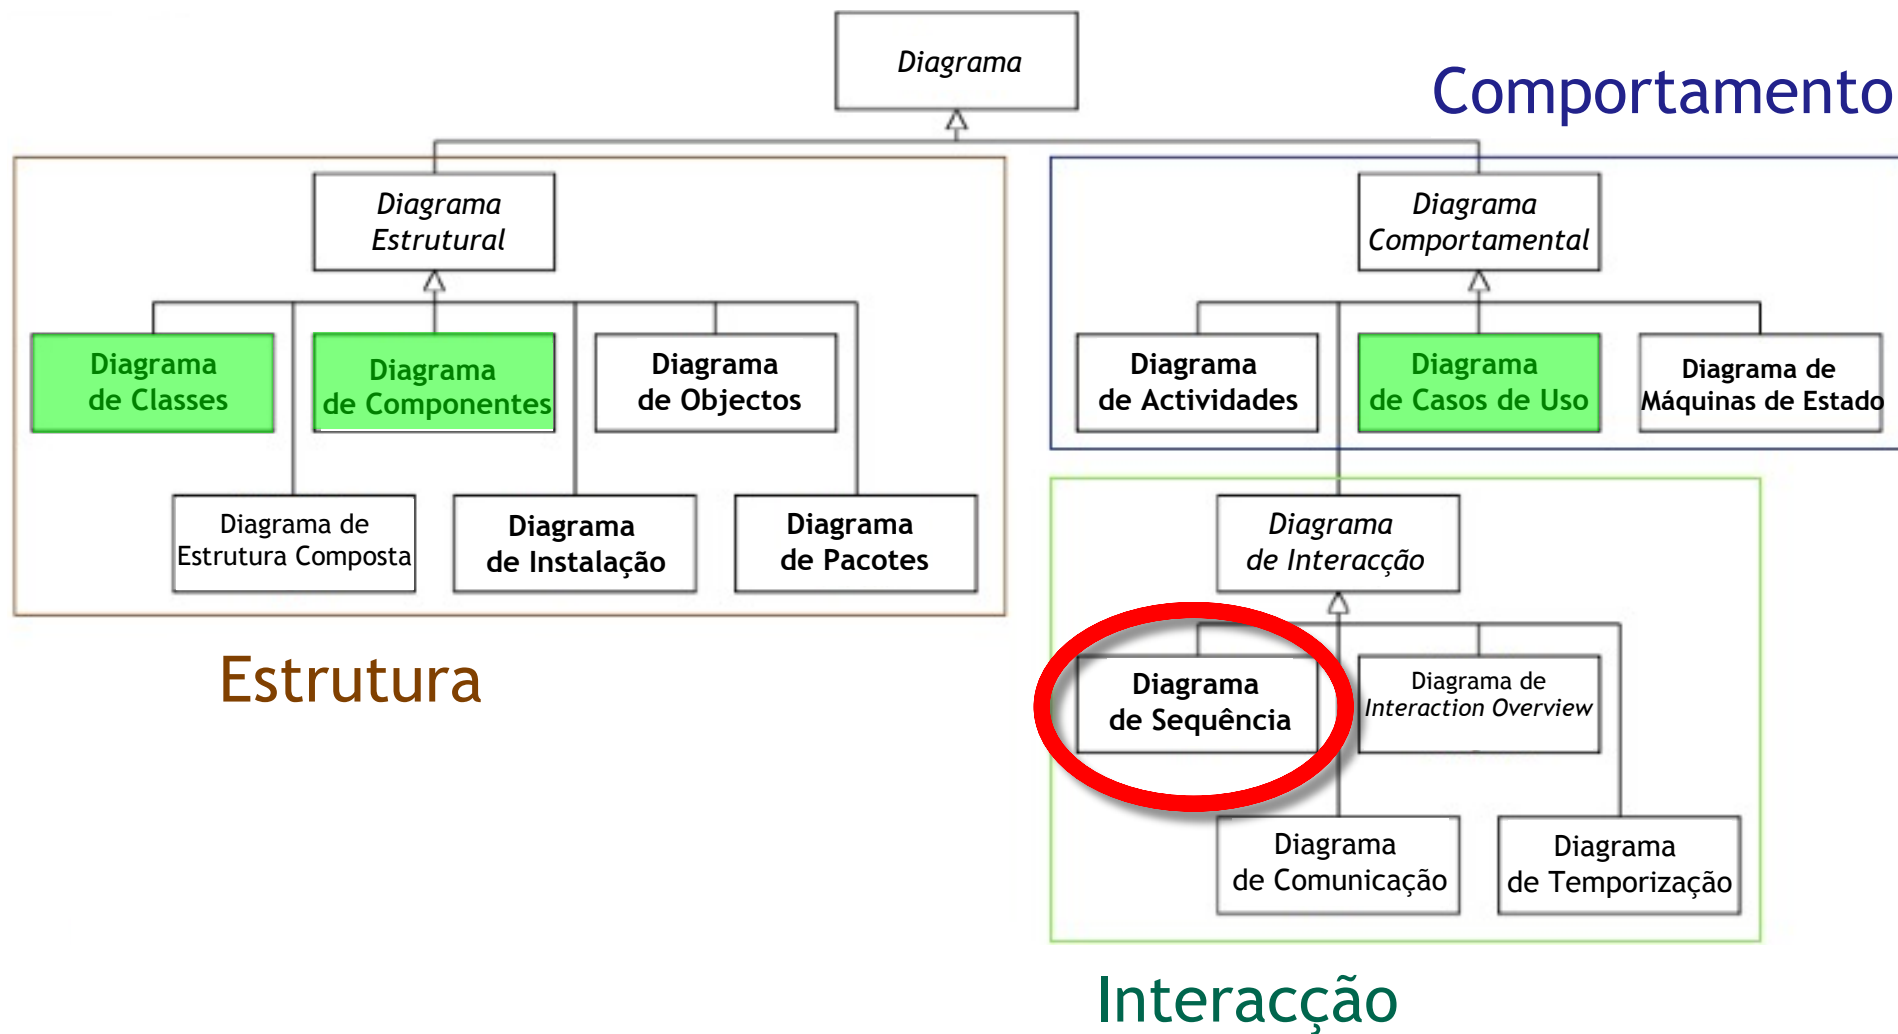 Diagrama
Comportamento
Diagrama
Estrutural
Diagrama
Comportamental
Diagrama
de Classes
Diagrama
de Componentes
Diagrama
de Objectos
Diagrama
de Actividades
Diagrama
de Casos de Uso
Diagrama de
Máquinas de Estado
Diagrama de
Estrutura Composta
Diagrama
de Instalação
Diagrama
de Pacotes
Diagrama
de Interacção
Estrutura
Diagrama
de Sequência
Diagrama de
Interaction Overview
Diagrama
de Comunicação
Diagrama
de Temporização
Interacção